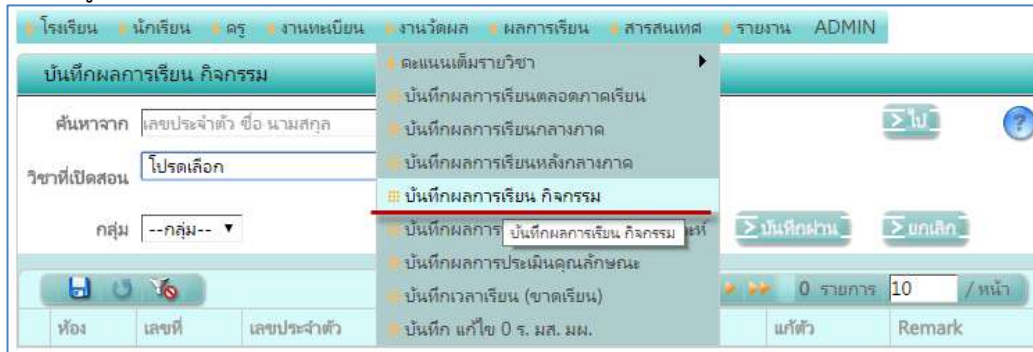 โรงเรียน นักเรียน ครู งานทะเบียน งานวัดผล ผลการเรียน สารสนเทศ รายงาน ADMIN
บันทึกผลการเรียน กิจกรรม
คะแนนเต็มรายวิชา
บันทึกผลการเรียนตลอดภาคเรียน
ค้นหาจาก เลขประจำตัว ชื่อ นามสกุล
บันทึกผลการเรียนกลางภาค
ไป
วิชาที่เปิดสอน โปรดเลือก
บันทึกผลการเรียนหลังกลางภาค
บันทึกผลการเรียน กิจกรรม
กลุ่ม --กลุ่ม--
บันทึกผลการ
บันทึกผลการเรียน กิจกรรม
บันทึกผ่าน ยกเลิก
บันทึกผลการประเมินคุณลักษณะ
บันทึกเวลาเรียน (ขาดเรียน)
0 รายการ 10 /หน้า
ห้อง เลขที่ เลขประจำตัว
บันทึก แก้ไข 0 ร. มส. มผ.
แก้ตัว Remark